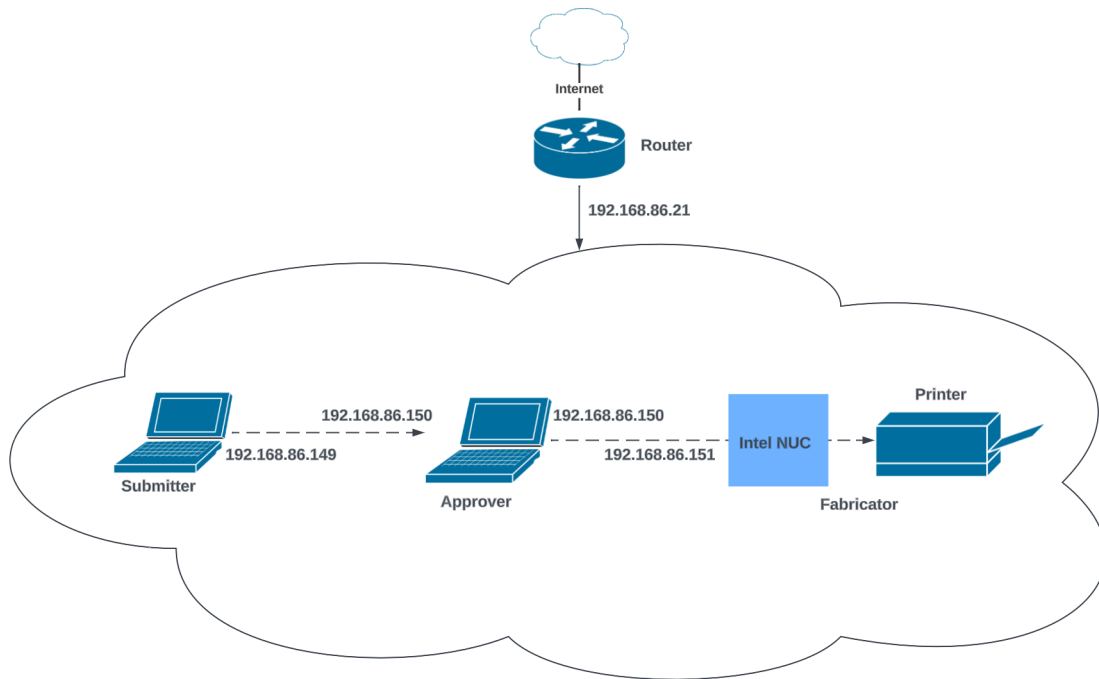 Internet
Router
192.168.86.21
Printer
192.168.86.150
192.168.86.150
Intel NUC
192.168.86.149
192.168.86.151
Submitter
Approver
Fabricator